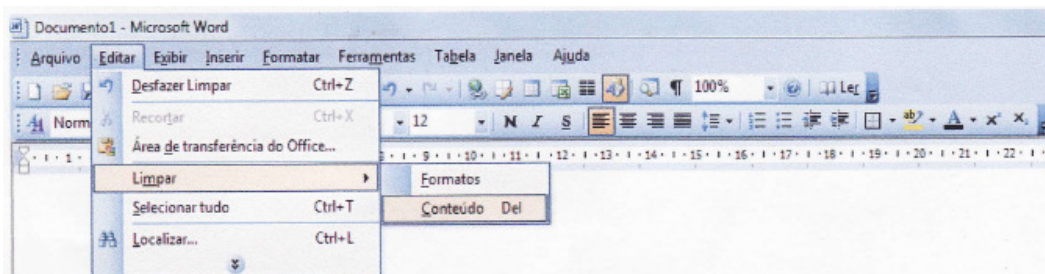 Documento1 - Microsoft Word
Arquivo Editar Exibir Inserir Formatar Ferramentas Tabela Janela Ajuda
Desfazer Limpar Ctrl+Z
100%
Ler
Recortar Ctrl+X
Norm
12
N I S
Área de transferência do Office...
1 9 10 11 12 13 14 15 16 17 18 19 20 21 22
Limpar
Formatos
Selecionar tudo Ctrl+T
Conteúdo Del
Localizar... Ctrl+L